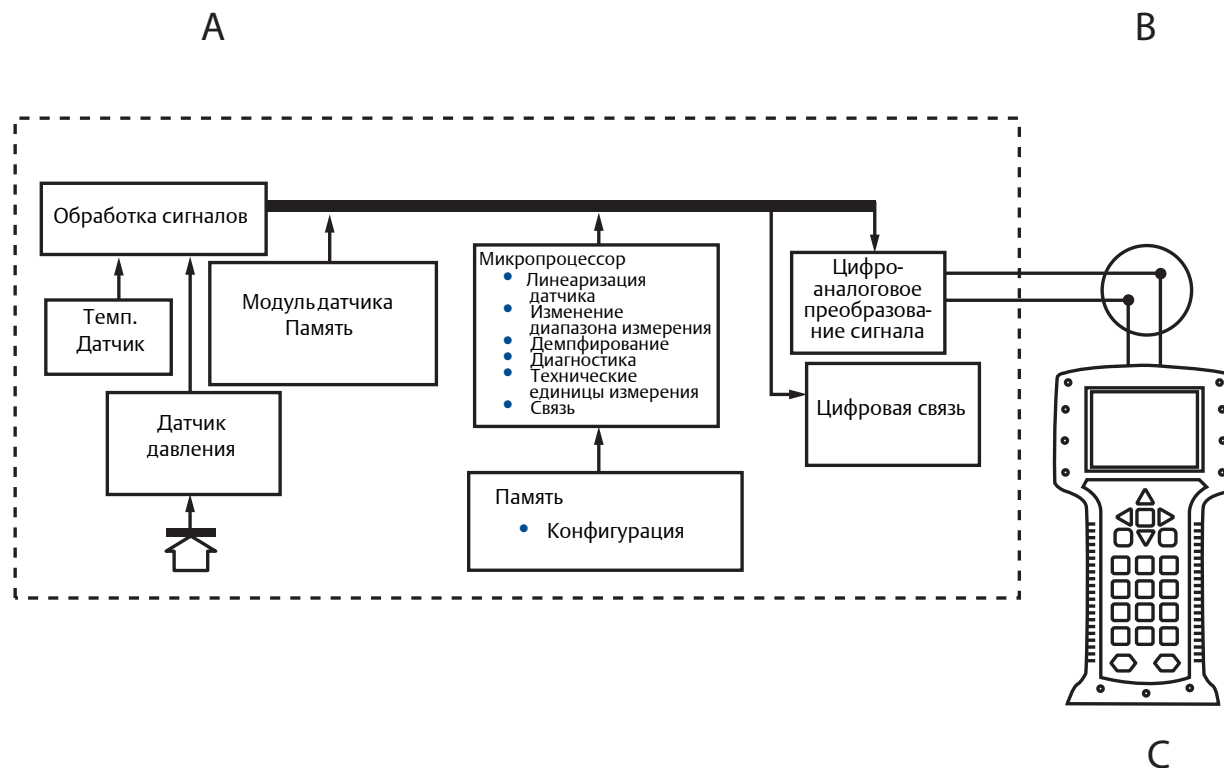 A
B
Обработка сигналов
Темп.
Датчик
Датчик
давления
Модуль датчика
Память
Микропроцессор
• Линеаризация
датчика
• Изменение
диапазона измерения
• Демпфирование
• Диагностика
• Технические
единицы измерения
• Связь
Память
• Конфигурация
Цифро-
аналоговое
преобразова-
ние сигнала
Цифровая связь
C